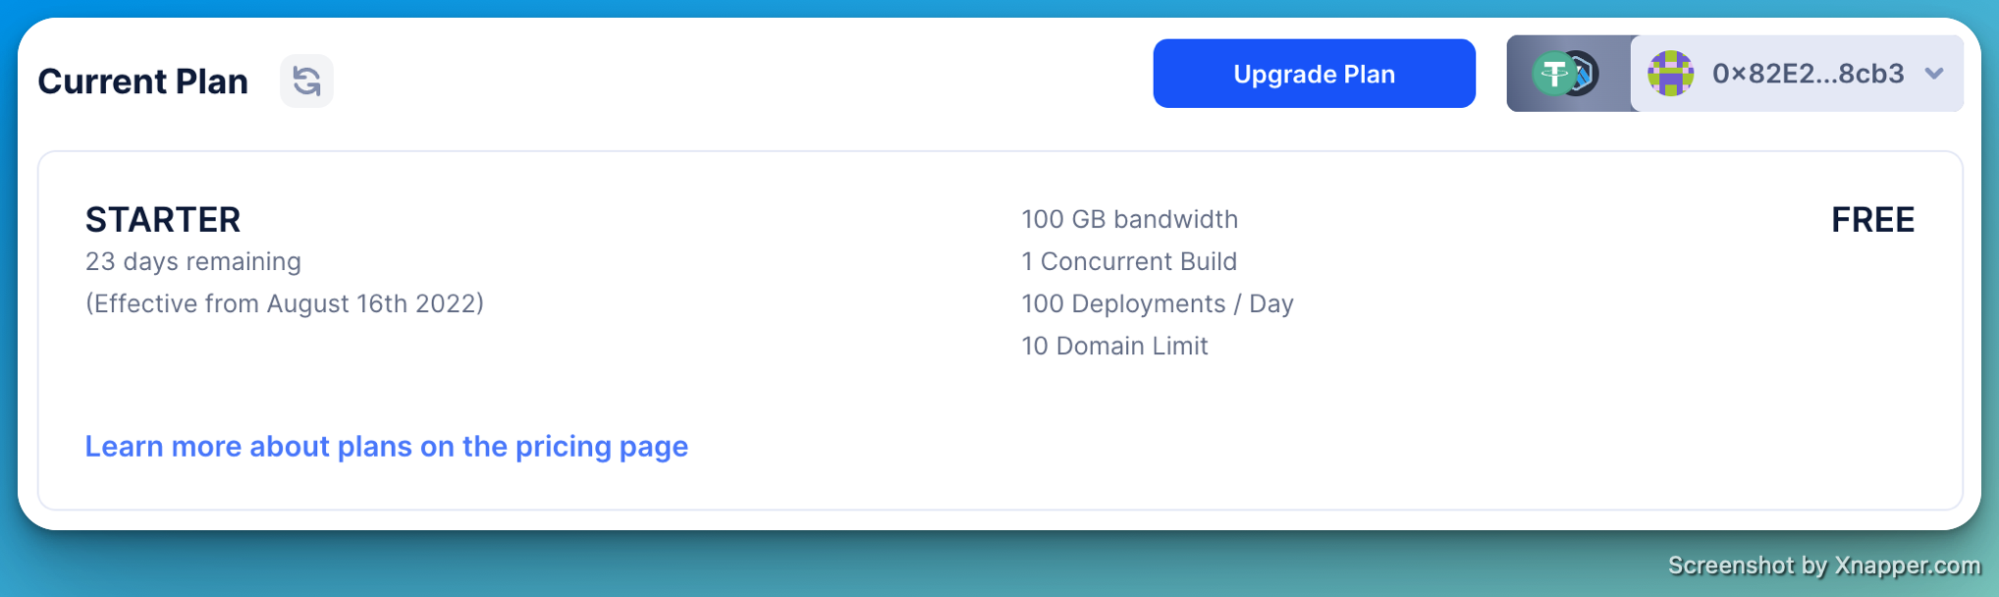 Current Plan
Upgrade Plan
0×82E2...8cb3
STARTER
23 days remaining
(Effective from August 16th 2022)
100 GB bandwidth
1 Concurrent Build
100 Deployments / Day
10 Domain Limit
FREE
Learn more about plans on the pricing page
Screenshot by Xnapper.com